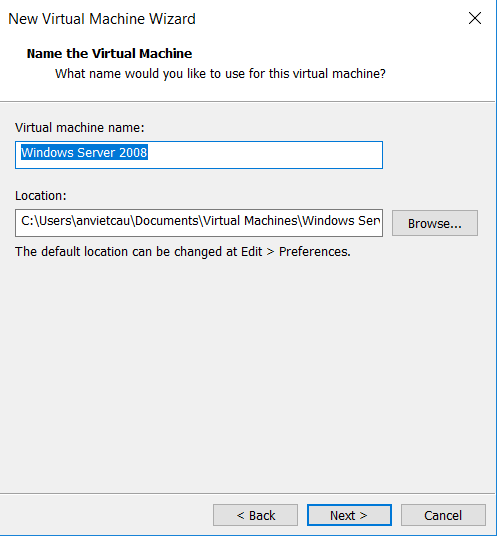 New Virtual Machine Wizard
Name the Virtual Machine
What name would you like to use for this virtual machine?
Virtual machine name:
Windows Server 2008
Location:
C:\Users\anvietcau\Documents\Virtual Machines\Windows Ser
Browse...
The default location can be changed at Edit > Preferences.
< Back Next > Cancel